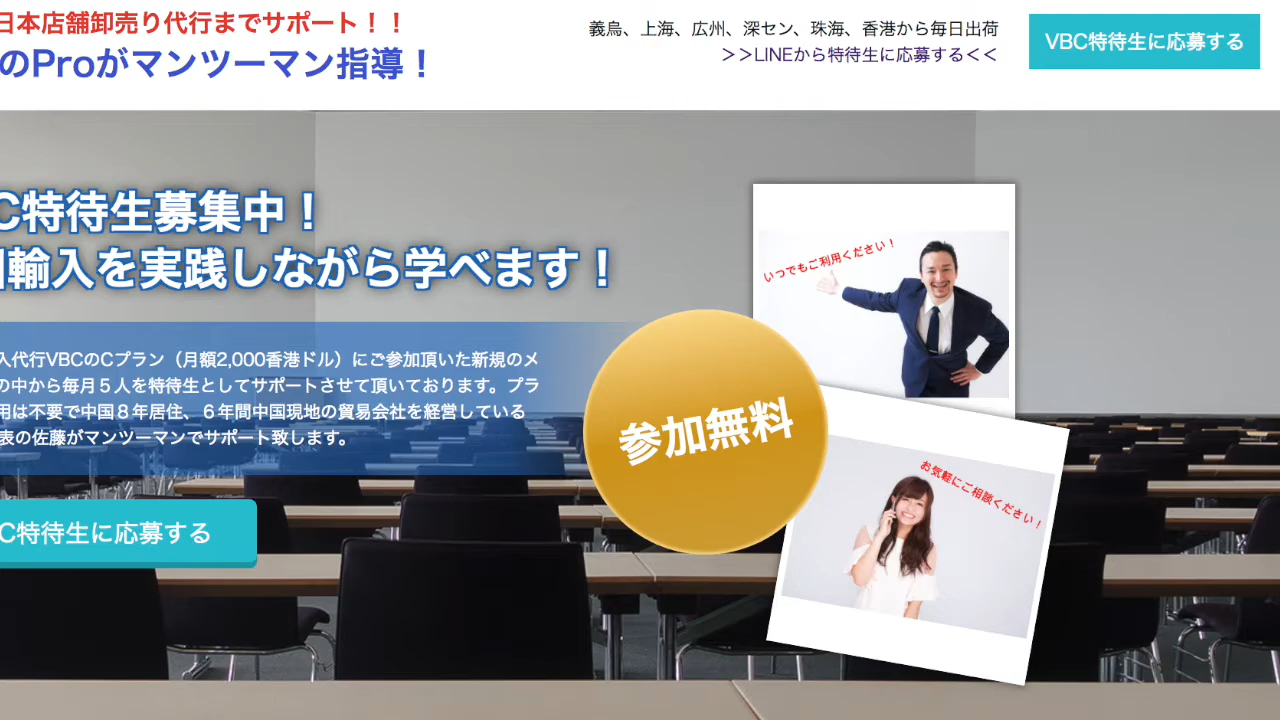 日本店舗卸売り代行までサポート！！
のProがマンツーマン指導！
義烏、上海、広州、深セン、珠海、香港から毎日出荷
>>LINEから特待生に応募する<<
VBC特待生に応募する
C特待生募集中！
輸入を実践しながら学べます！
いつでもご利用ください！
入代行VBCのCプラン（月額2,000香港ドル）にご参加頂いた新規のメ
の中から毎月５人を特待生としてサポートさせて頂いております。プラ
用は不要で中国８年居住、６年間中国現地の貿易会社を経営している
表の佐藤がマンツーマンでサポート致します。
参加無料
お気軽にご相談ください！
C特待生に応募する